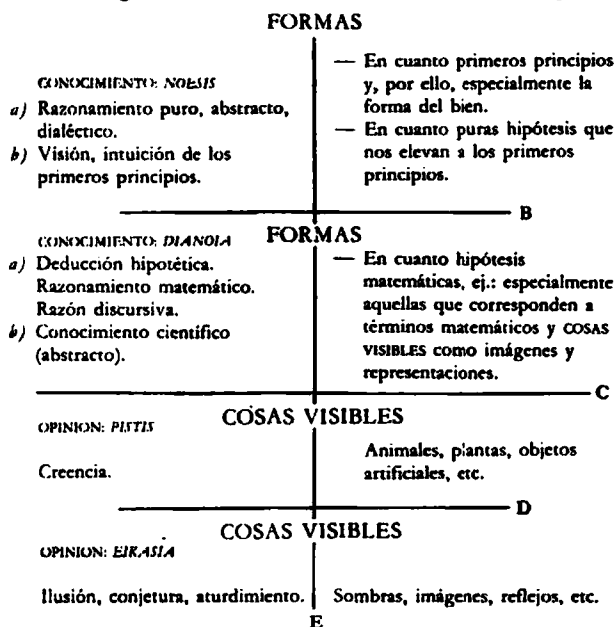 FORMAS
CONOCIMIENTO: NOESIS
a) Razonamiento puro, abstracto,
dialéctico.
b) Visión, intuición de los
primeros principios.
— En cuanto primeros principios
y, por ello, especialmente la
forma del bien.
— En cuanto puras hipótesis que
nos elevan a los primeros
principios.
B
FORMAS
CONOCIMIENTO: DIANOIA
a) Deducción hipotética.
Razonamiento matemático.
Razón discursiva.
b) Conocimiento científico
(abstracto).
— En cuanto hipótesis
matemáticas, ej.: especialmente
aquellas que corresponden a
términos matemáticos y COSAS
VISIBLES como imágenes y
representaciones.
C
COSAS VISIBLES
OPINION: PISTIS
Creencia.
Animales, plantas, objetos
artificiales, etc.
D
COSAS VISIBLES
OPINION: EIKASIA
Ilusión, conjetura, aturdimiento.
Sombras, imágenes, reflejos, etc.
E